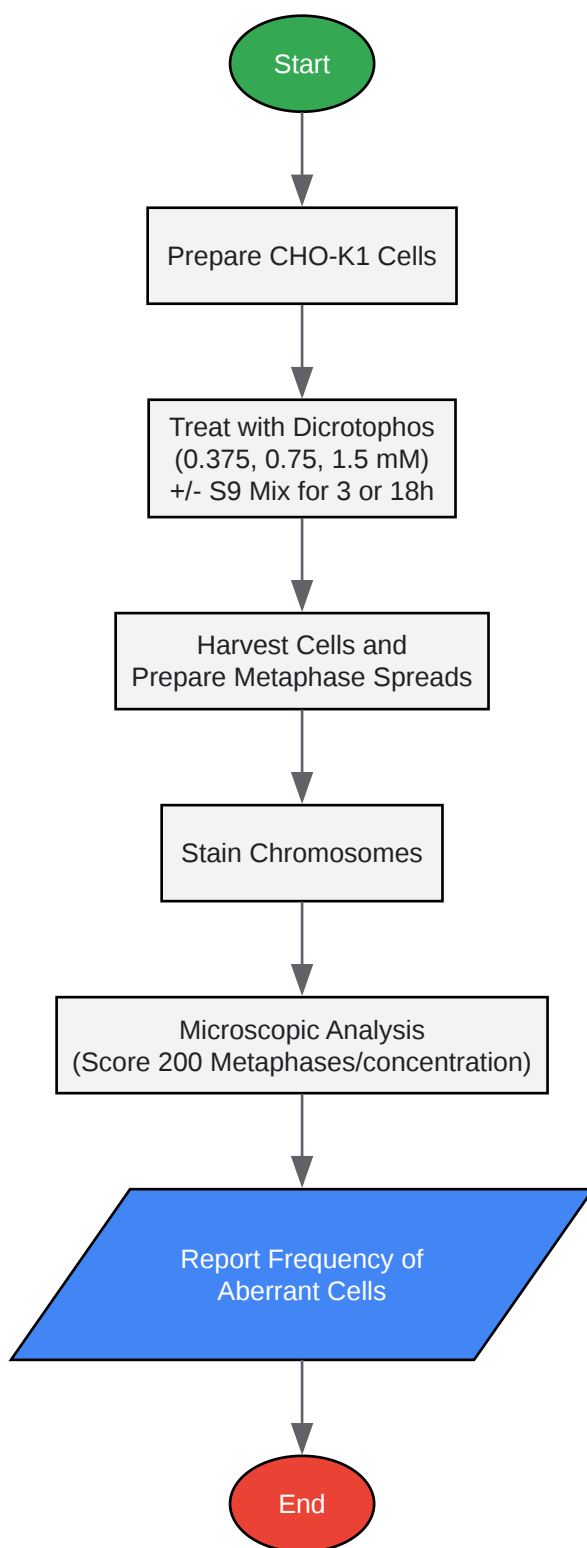 Start
Prepare CHO-K1 Cells
Treat with Dicrotophos
(0.375, 0.75, 1.5 mM)
+/- S9 Mix for 3 or 18h
Harvest Cells and
Prepare Metaphase Spreads
Stain Chromosomes
Microscopic Analysis
(Score 200 Metaphases/concentration)
Report Frequency of
Aberrant Cells
End